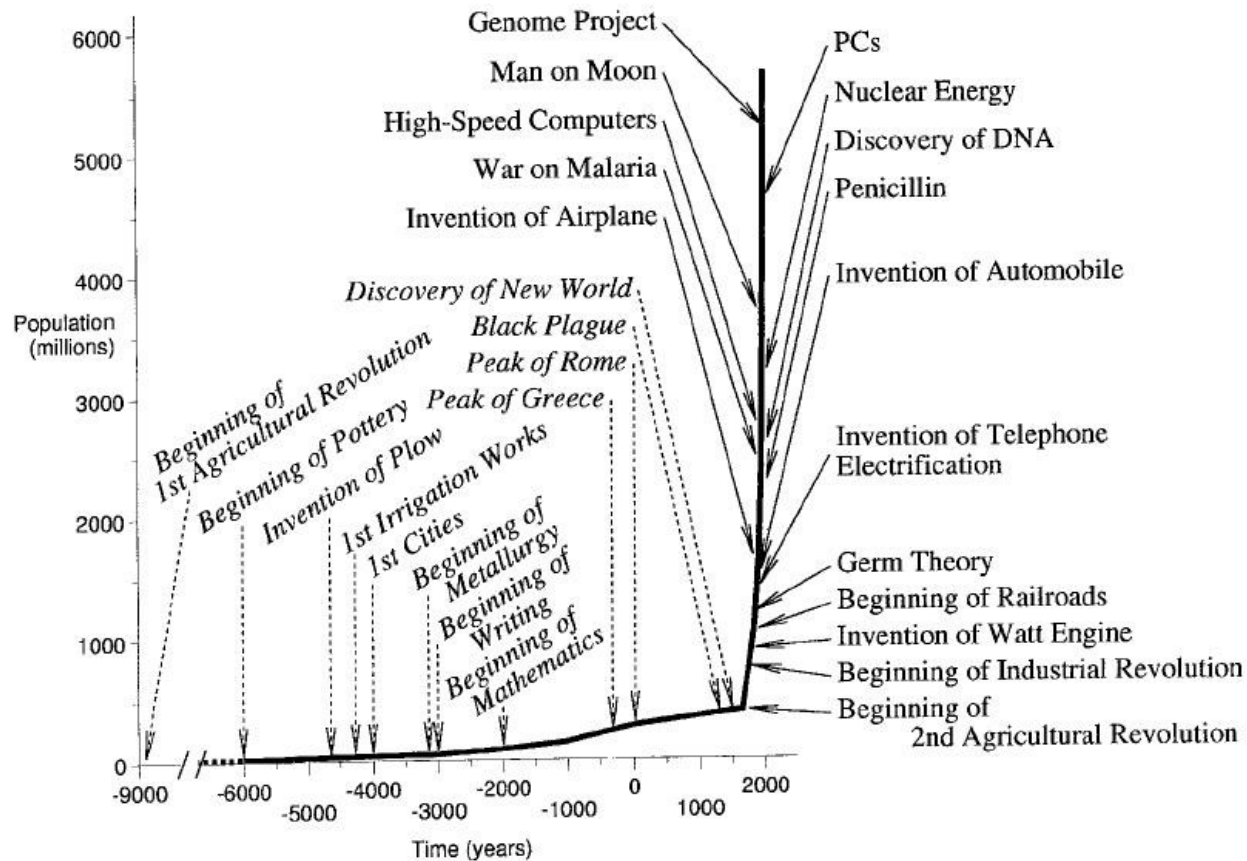 6000
5000
4000
3000
2000
1000
0
Population
(millions)
-9000
-6000
-5000
-4000
-3000
-2000
-1000
0
1000
2000
Time (years)
Beginning of
1st Agricultural Revolution
Beginning of Pottery
Invention of Plow
1st Irrigation Works
1st Cities
Beginning of
Metallurgy
Beginning of
Writing
Beginning of
Mathematics
Peak of Greece
Peak of Rome
Black Plague
Discovery of New World
Invention of Airplane
War on Malaria
High-Speed Computers
Man on Moon
Genome Project
PCs
Nuclear Energy
Discovery of DNA
Penicillin
Invention of Automobile
Invention of Telephone
Electrification
Germ Theory
Beginning of Railroads
Invention of Watt Engine
Beginning of Industrial Revolution
Beginning of
2nd Agricultural Revolution